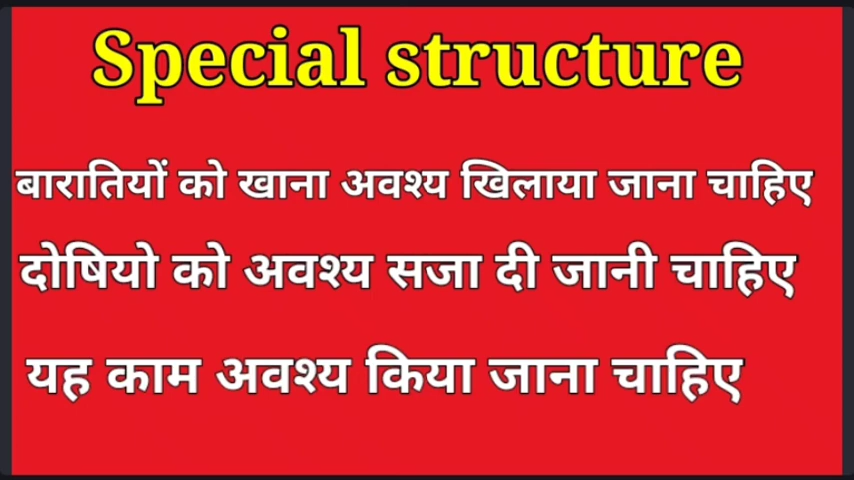 Special structure
बारातियों को खाना अवश्य खिलाया जाना चाहिए
दोषियो को अवश्य सजा दी जानी चाहिए
यह काम अवश्य किया जाना चाहिए